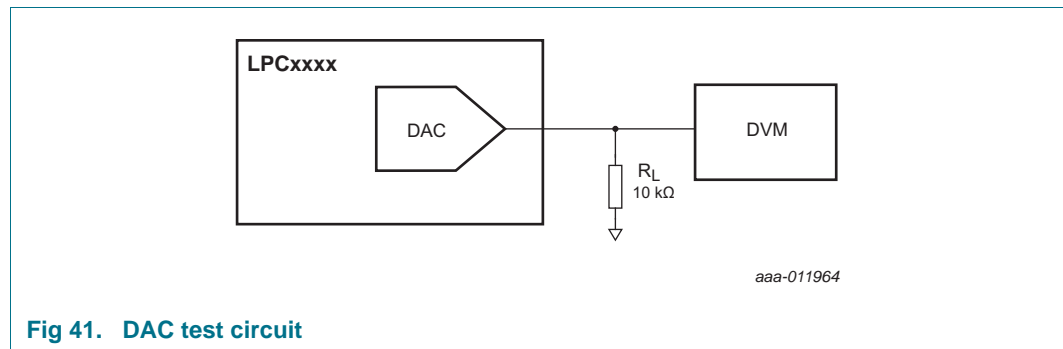 LPCxxxx
DAC
DVM
RL
10 kΩ
aaa-011964
Fig 41. DAC test circuit